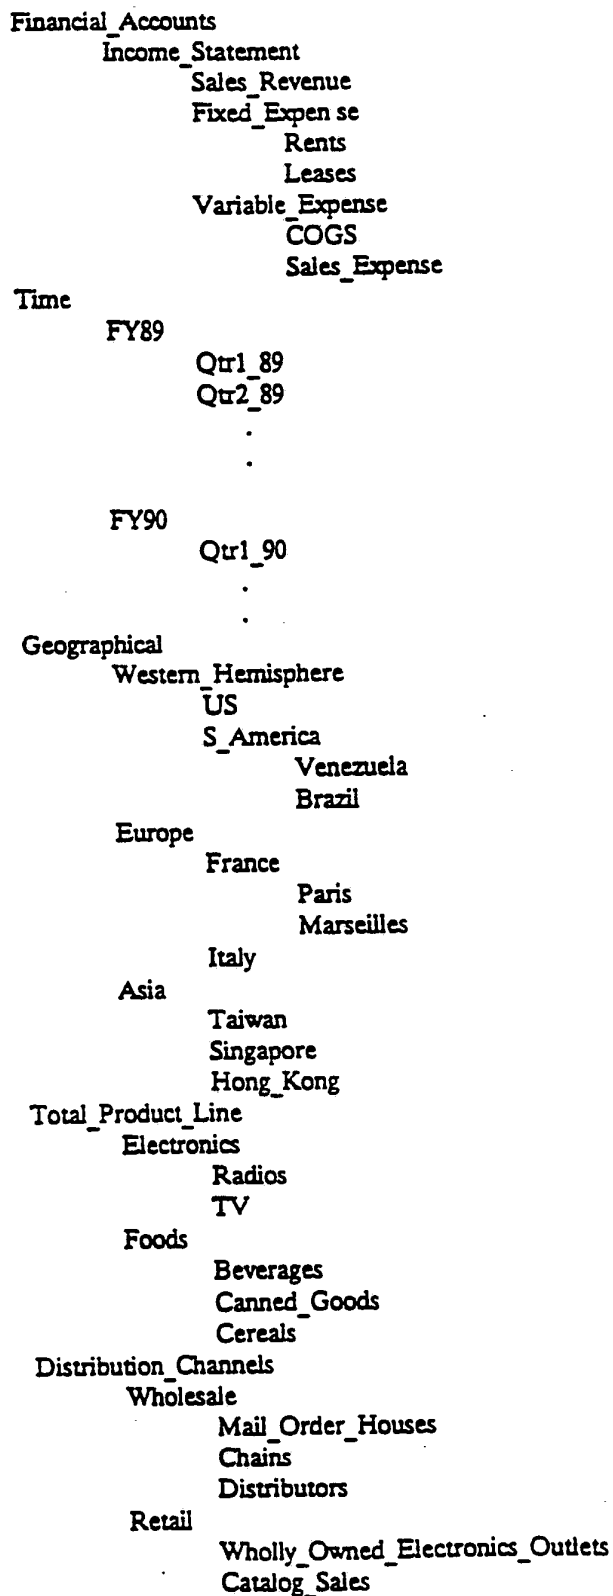 Financial_Accounts
Income_Statement
Sales_Revenue
Fixed_Expen se
Rents
Leases
Variable_Expense
COGS
Sales_Expense
Time
FY89
Qtr1_89
Qtr2_89
.
.
FY90
Qtr1_90
.
.
Geographical
Western_Hemisphere
US
S_America
Venezuela
Brazil
Europe
France
Paris
Marseilles
Italy
Asia
Taiwan
Singapore
Hong_Kong
Total_Product_Line
Electronics
Radios
TV
Foods
Beverages
Canned_Goods
Cereals
Distribution_Channels
Wholesale
Mail_Order_Houses
Chains
Distributors
Retail
Wholly_Owned_Electronics_Outlets
Catalog_Sales